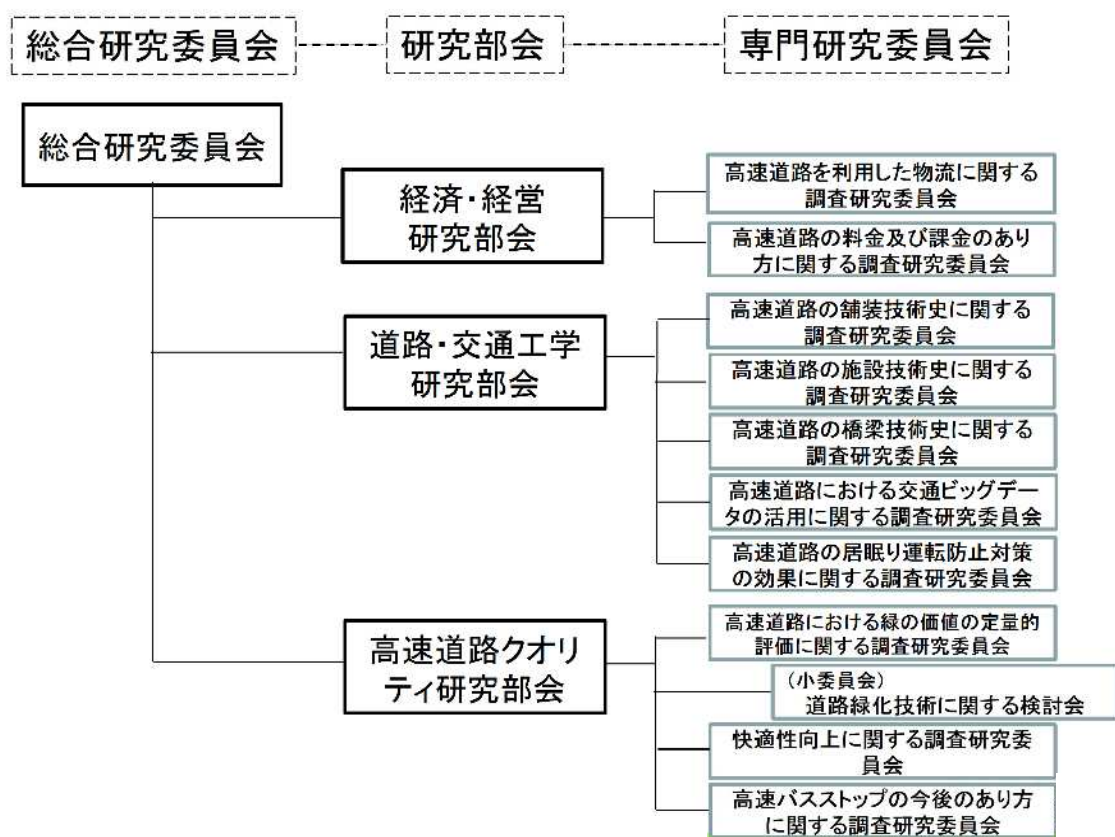 総合研究委員会 研究部会 専門研究委員会
総合研究委員会
経済・経営
研究部会
高速道路を利用した物流に関する
調査研究委員会
高速道路の料金及び課金のあり
方に関する調査研究委員会
道路・交通工学
研究部会
高速道路の舗装技術史に関する
調査研究委員会
高速道路の施設技術史に関する
調査研究委員会
高速道路の橋梁技術史に関する
調査研究委員会
高速道路における交通ビッグデー
タの活用に関する調査研究委員会
高速道路の居眠り運転防止対策
の効果に関する調査研究委員会
高速道路クオリ
ティ研究部会
高速道路における緑の価値の定量的
評価に関する調査研究委員会
(小委員会)
道路緑化技術に関する検討会
快適性向上に関する調査研究委
員会
高速バスストップの今後のあり方
に関する調査研究委員会